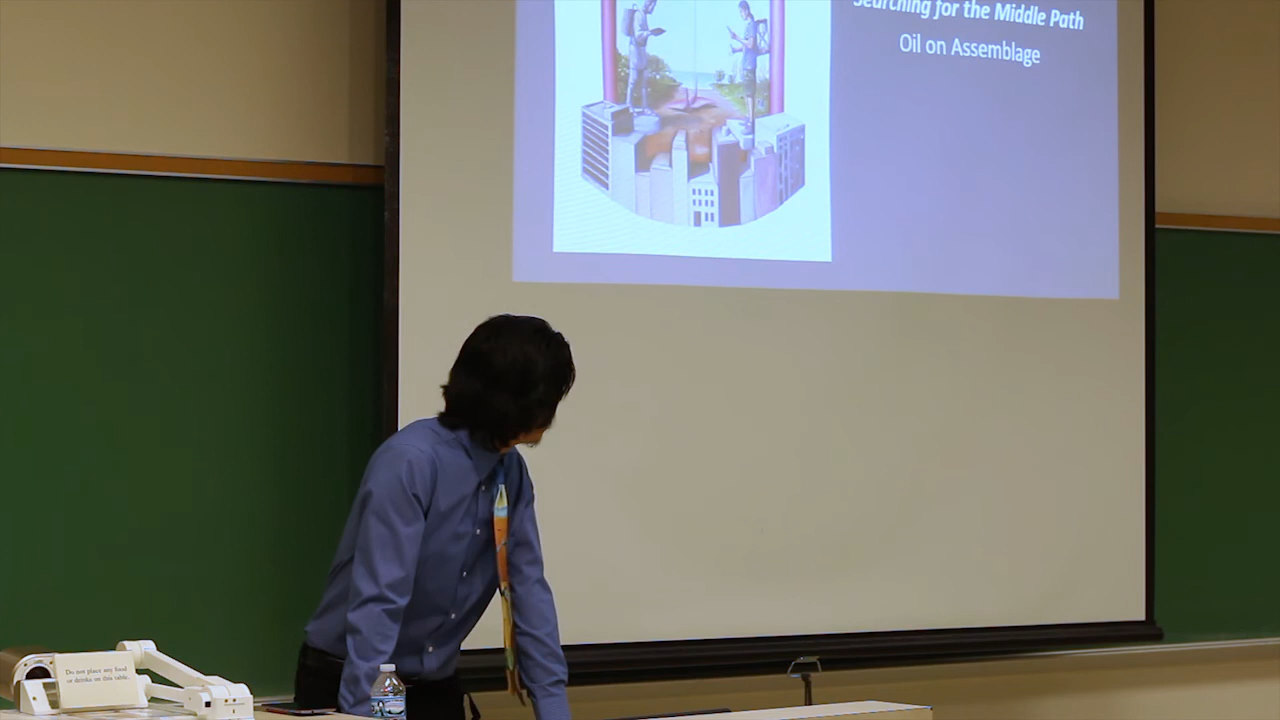 Searching for the Middle Path
Oil on Assemblage
Do not place any food
or drinks on this table.